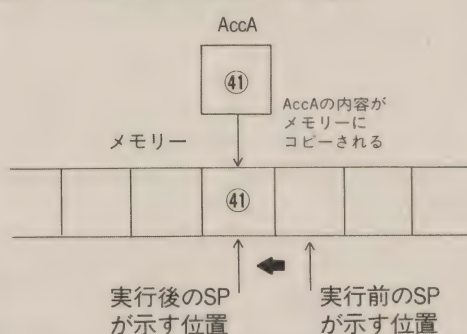 AccA
㊶
AccAの内容が
メモリーに
コピーされる
メモリー
㊶
実行後のSP
が示す位置
実行前のSP
が示す位置